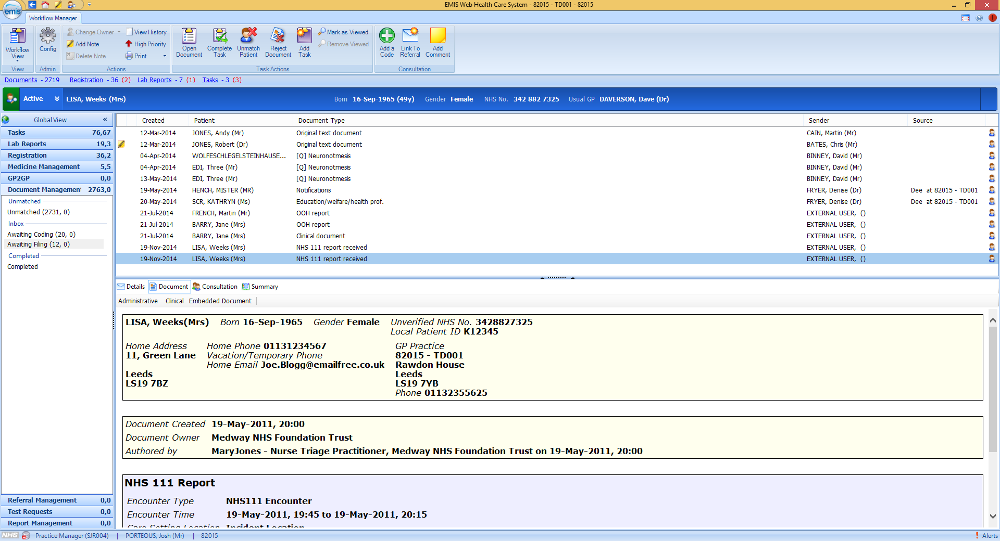 EMIS Web Health Care System - 82015 - TD001 - 82015
emis
Workflow Manager
Workflow View
Config
Change Owner
Add Note
Delete Note
View History
High Priority
Print
Open Document
Complete Task
Unmatch Patient
Reject Document
Add Task
Mark as Viewed
Remove Viewed
Add a Code
Link To Referral
Add Comment
View Admin Actions Task Actions Consultation
Documents - 2719 Registration - 36 (2) Lab Reports - 7 (1) Tasks - 3 (3)
Active LISA, Weeks (Mrs) Born 16-Sep-1965 (49y) Gender Female NHS No. 342 882 7325 Usual GP DAVERSON, Dave (Dr)
Global View «
Tasks 76,67
Lab Reports 19,3
Registration 36,2
Medicine Management 5,5
GP2GP 0,0
Document Management 2763,0
Unmatched
Unmatched (2731, 0)
Inbox
Awaiting Coding (20, 0)
Awaiting Filing (12, 0)
Completed
Completed
Referral Management 0,0
Test Requests 0,0
Report Management 0,0
Created Patient Document Type Sender Source
12-Mar-2014 JONES, Andy (Mr) Original text document CAIN, Martin (Mr)
12-Mar-2014 JONES, Robert (Dr) Original text document BATES, Chris (Mr)
04-Apr-2014 WOLFESCHLEGELSTEINHAUSE... [Q] Neuronotmesis BINNEY, David (Mr)
04-Apr-2014 EDI, Three (Mr) [Q] Neuronotmesis BINNEY, David (Mr)
13-May-2014 EDI, Three (Mr) [Q] Neuronotmesis BINNEY, David (Mr)
19-May-2014 HENCH, MISTER (MR) Notifications FRYER, Denise (Dr) Dee at 82015 - TD001
20-May-2014 SCR, KATHRYN (Ms) Education/welfare/health prof. FRYER, Denise (Dr) Dee at 82015 - TD001
21-Jul-2014 FRENCH, Martin (Mr) OOH report EXTERNAL USER, ()
21-Jul-2014 BARRY, Jane (Mrs) OOH report EXTERNAL USER, ()
21-Jul-2014 BARRY, Jane (Mrs) Clinical document EXTERNAL USER, ()
19-Nov-2014 LISA, Weeks (Mrs) NHS 111 report received EXTERNAL USER, ()
19-Nov-2014 LISA, Weeks (Mrs) NHS 111 report received EXTERNAL USER, ()
Details Document Consultation Summary
Administrative Clinical Embedded Document
LISA, Weeks(Mrs) Born 16-Sep-1965 Gender Female Unverified NHS No. 3428827325
Local Patient ID K12345
Home Address Home Phone 01131234567 GP Practice
11, Green Lane Vacation/Temporary Phone 82015 - TD001
Home Email Joe.Blogg@emailfree.co.uk Rawdon House
Leeds Leeds
LS19 7BZ LS19 7YB
Phone 01132355625
Document Created 19-May-2011, 20:00
Document Owner Medway NHS Foundation Trust
Authored by MaryJones - Nurse Triage Practitioner, Medway NHS Foundation Trust on 19-May-2011, 20:00
NHS 111 Report
Encounter Type NHS111 Encounter
Encounter Time 19-May-2011, 19:45 to 19-May-2011, 20:15
Care Setting Location Incident Location
NHS Practice Manager (SJR004) | PORTEOUS, Josh (Mr) | 82015 Alerts